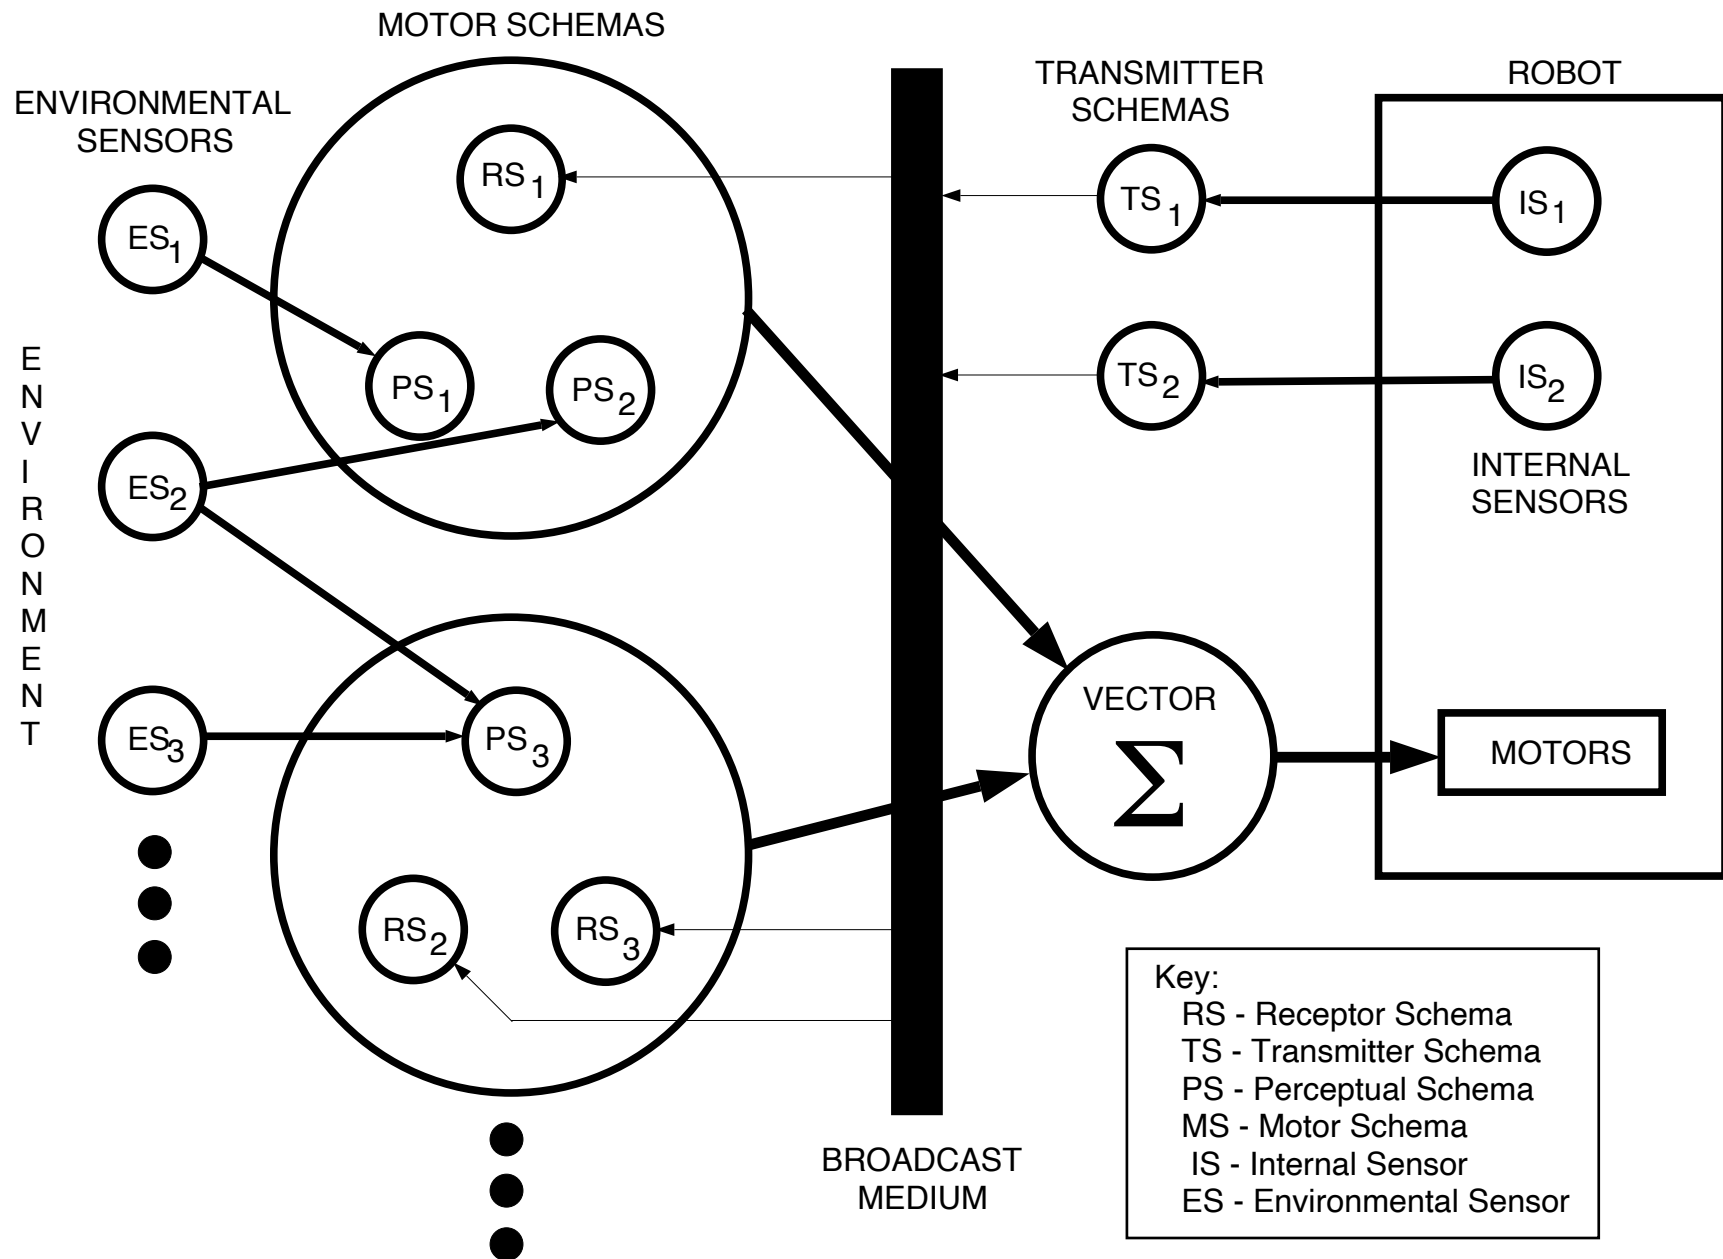 MOTOR SCHEMAS
ENVIRONMENTAL
SENSORS
TRANSMITTER
SCHEMAS
ROBOT
RS1
ES1
TS1
IS1
PS1
PS2
TS2
IS2
ENVIRONMENT
ES2
INTERNAL
SENSORS
ES3
PS3
VECTOR
Σ
MOTORS
RS2
RS3
BROADCAST
MEDIUM
Key:
RS - Receptor Schema
TS - Transmitter Schema
PS - Perceptual Schema
MS - Motor Schema
IS - Internal Sensor
ES - Environmental Sensor